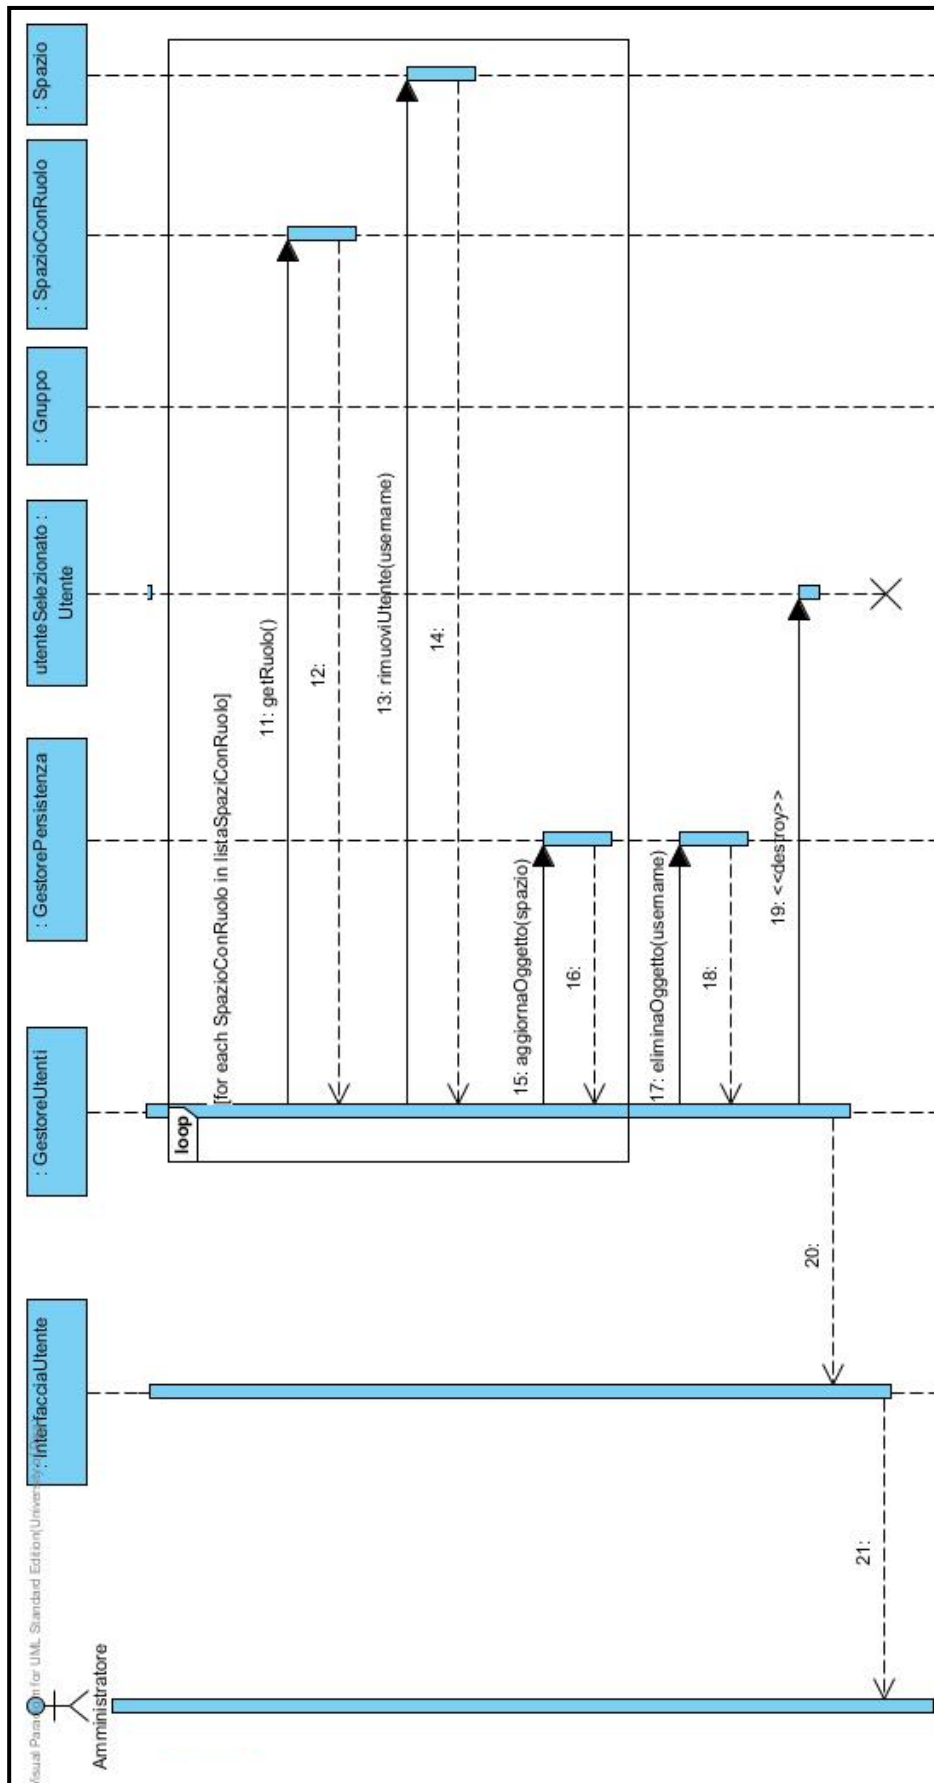 Visual Paradigm for UML Standard Edition(University of
Amministratore
: InterfacciaUtente
: GestoreUtenti
: GestorePersistenza
utenteSelezionato :
Utente
: Gruppo
: SpazioConRuolo
: Spazio
loop
[for each SpazioConRuolo in listaSpaziConRuolo]
11: getRuolo()
12:
13: rimuoviUtente(username)
14:
15: aggiornaOggetto(spazio)
16:
17: eliminaOggetto(username)
18:
19: <<destroy>>
20:
21: